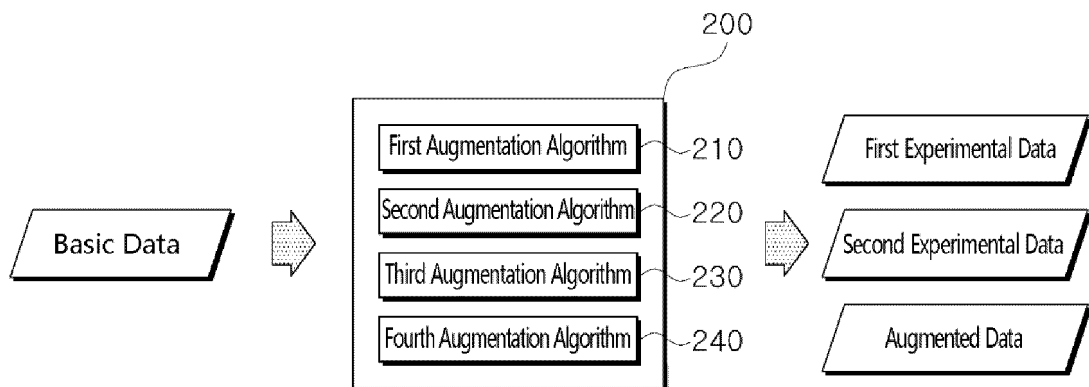 200
First Augmentation Algorithm
210
First Experimental Data
Second Augmentation Algorithm
220
Basic Data
Second Experimental Data
Third Augmentation Algorithm
230
Fourth Augmentation Algorithm
240
Augmented Data